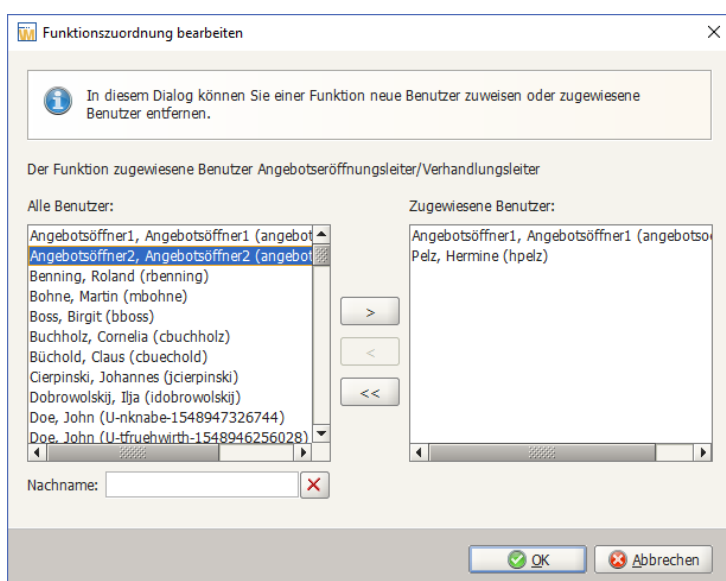 Funktionszuordnung bearbeiten
In diesem Dialog können Sie einer Funktion neue Benutzer zuweisen oder zugewiesene
Benutzer entfernen.
Der Funktion zugewiesene Benutzer Angebotseröffnungsleiter/Verhandlungsleiter
Alle Benutzer:
Angebotsöffner1, Angebotsöffner1 (angebot
Angebotsöffner2, Angebotsöffner2 (angebot
Benning, Roland (rbenning)
Bohne, Martin (mbohne)
Boss, Birgit (bboss)
Buchholz, Cornelia (cbuchholz)
Büchold, Claus (cbuechold)
Cierpinski, Johannes (jcierpinski)
Dobrowolskij, Ilja (idobrowolskij)
Doe, John (U-nknabe-1548947326744)
Doe, John (U-tfruehwirth-1548946256028)
Nachname:
>
<
<<
Zugewiesene Benutzer:
Angebotsöffner1, Angebotsöffner1 (angebotsoe
Pelz, Hermine (hpelz)
OK
Abbrechen